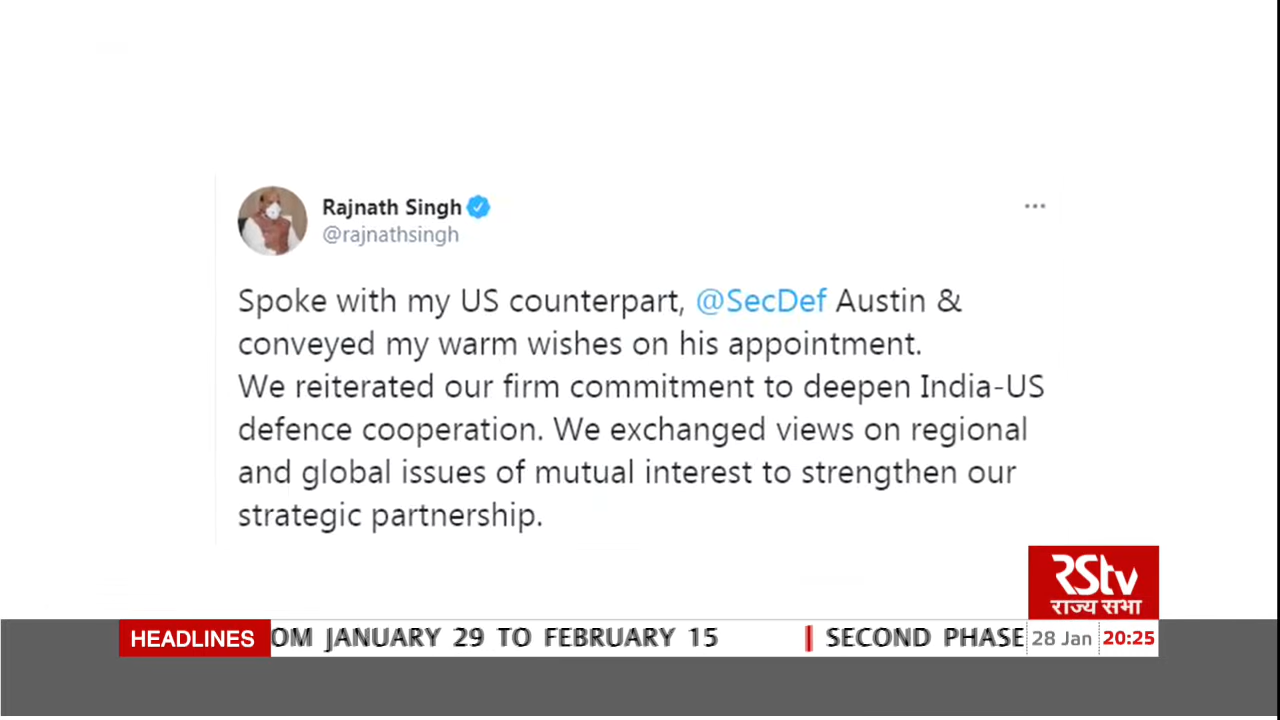 Rajnath Singh
@rajnathsingh
Spoke with my US counterpart, @SecDef Austin &
conveyed my warm wishes on his appointment.
We reiterated our firm commitment to deepen India-US
defence cooperation. We exchanged views on regional
and global issues of mutual interest to strengthen our
strategic partnership.
RStv
राज्य सभा
HEADLINES OM JANUARY 29 TO FEBRUARY 15 | SECOND PHASE 28 Jan 20:25